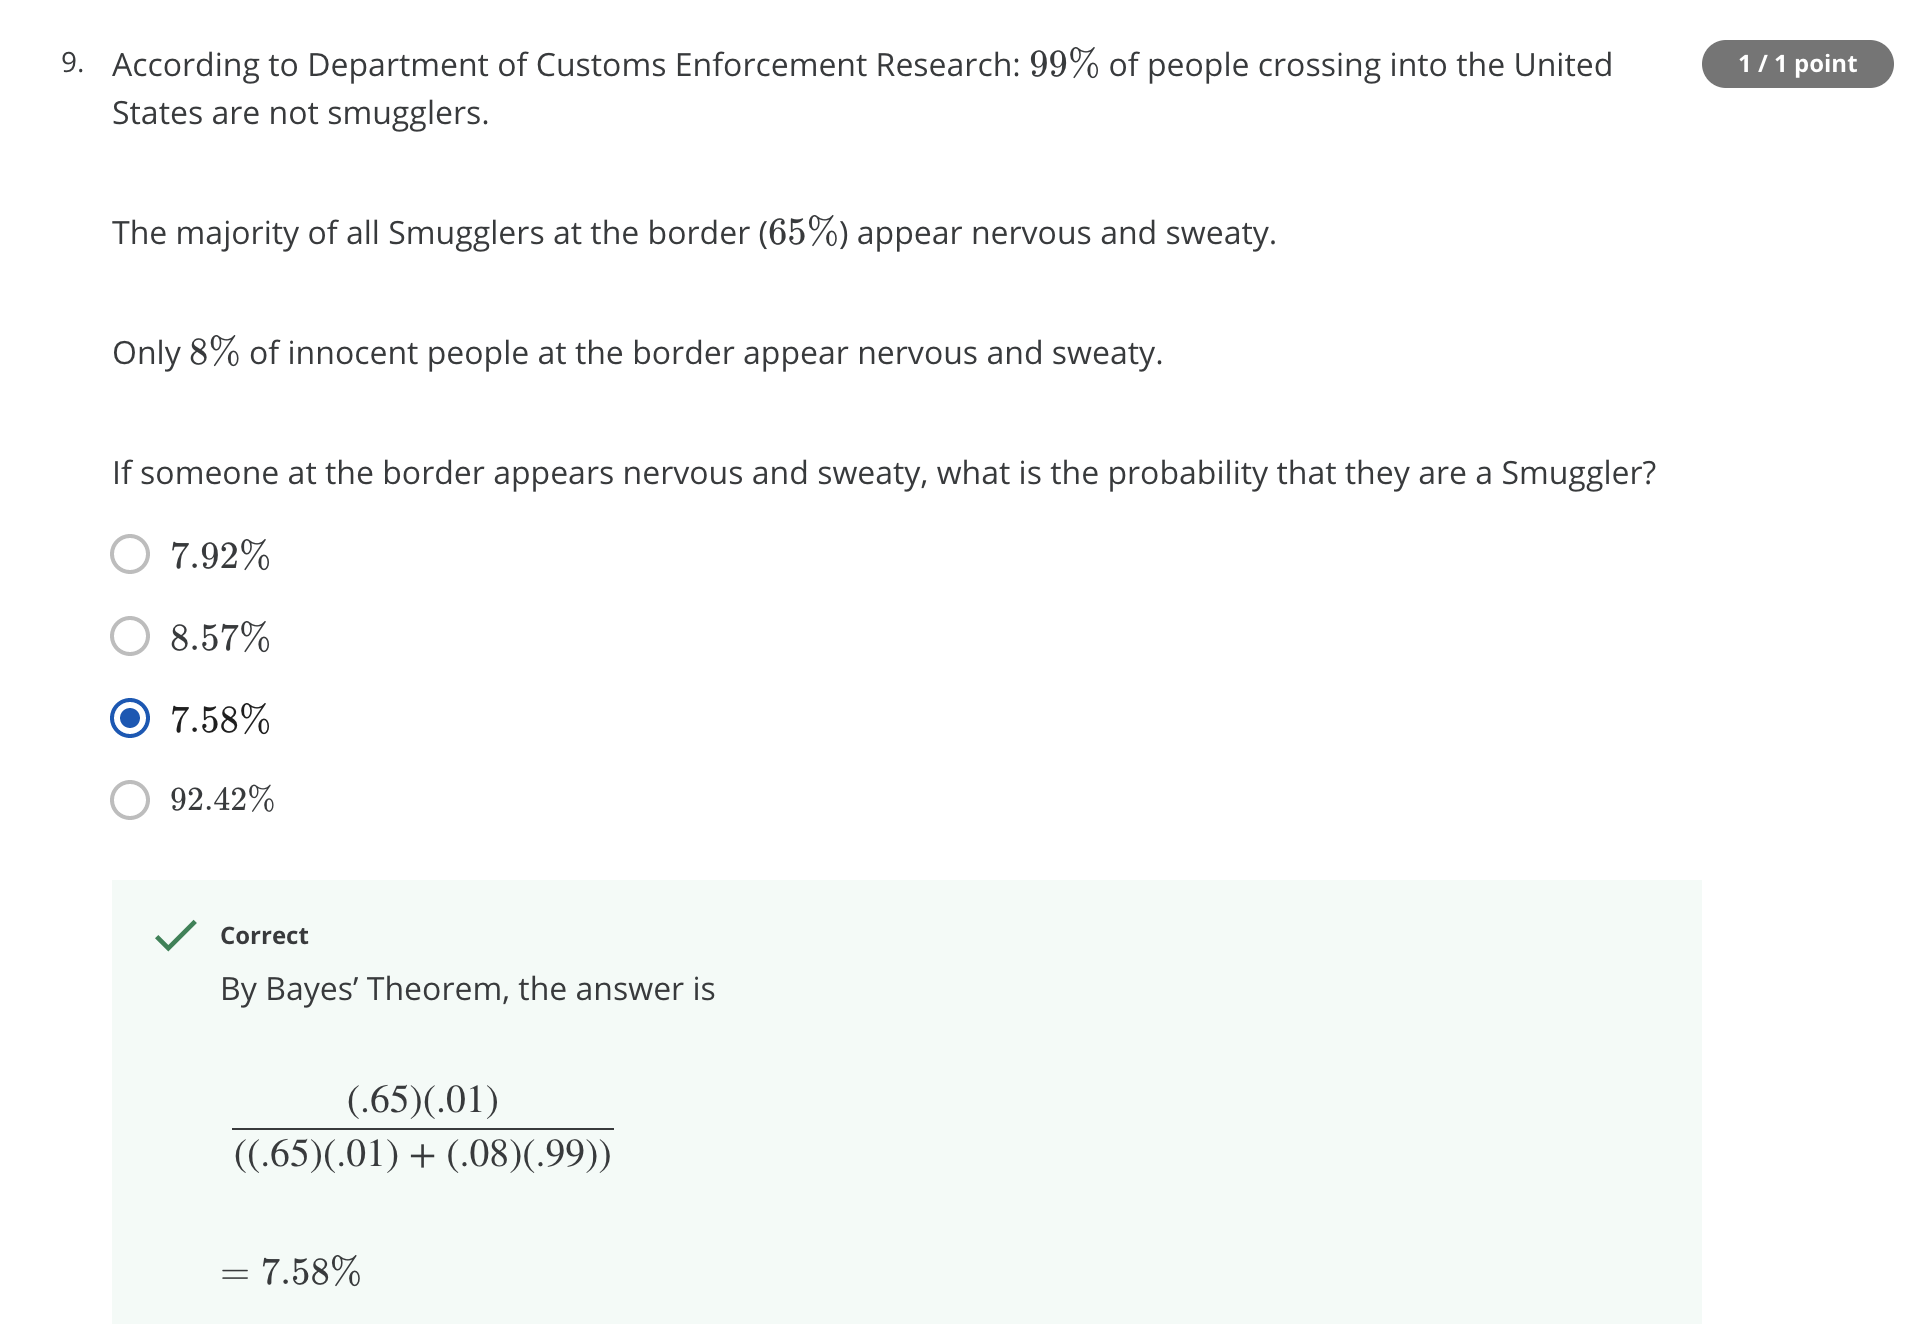 9. According to Department of Customs Enforcement Research: 99% of people crossing into the United
1 / 1 point
States are not smugglers.
The majority of all Smugglers at the border (65%) appear nervous and sweaty.
Only 8% of innocent people at the border appear nervous and sweaty.
If someone at the border appears nervous and sweaty, what is the probability that they are a Smuggler?
7.92%
8.57%
7.58%
92.42%
Correct
By Bayes’ Theorem, the answer is
(.65)(.01)
((.65)(.01) + (.08)(.99))
= 7.58%